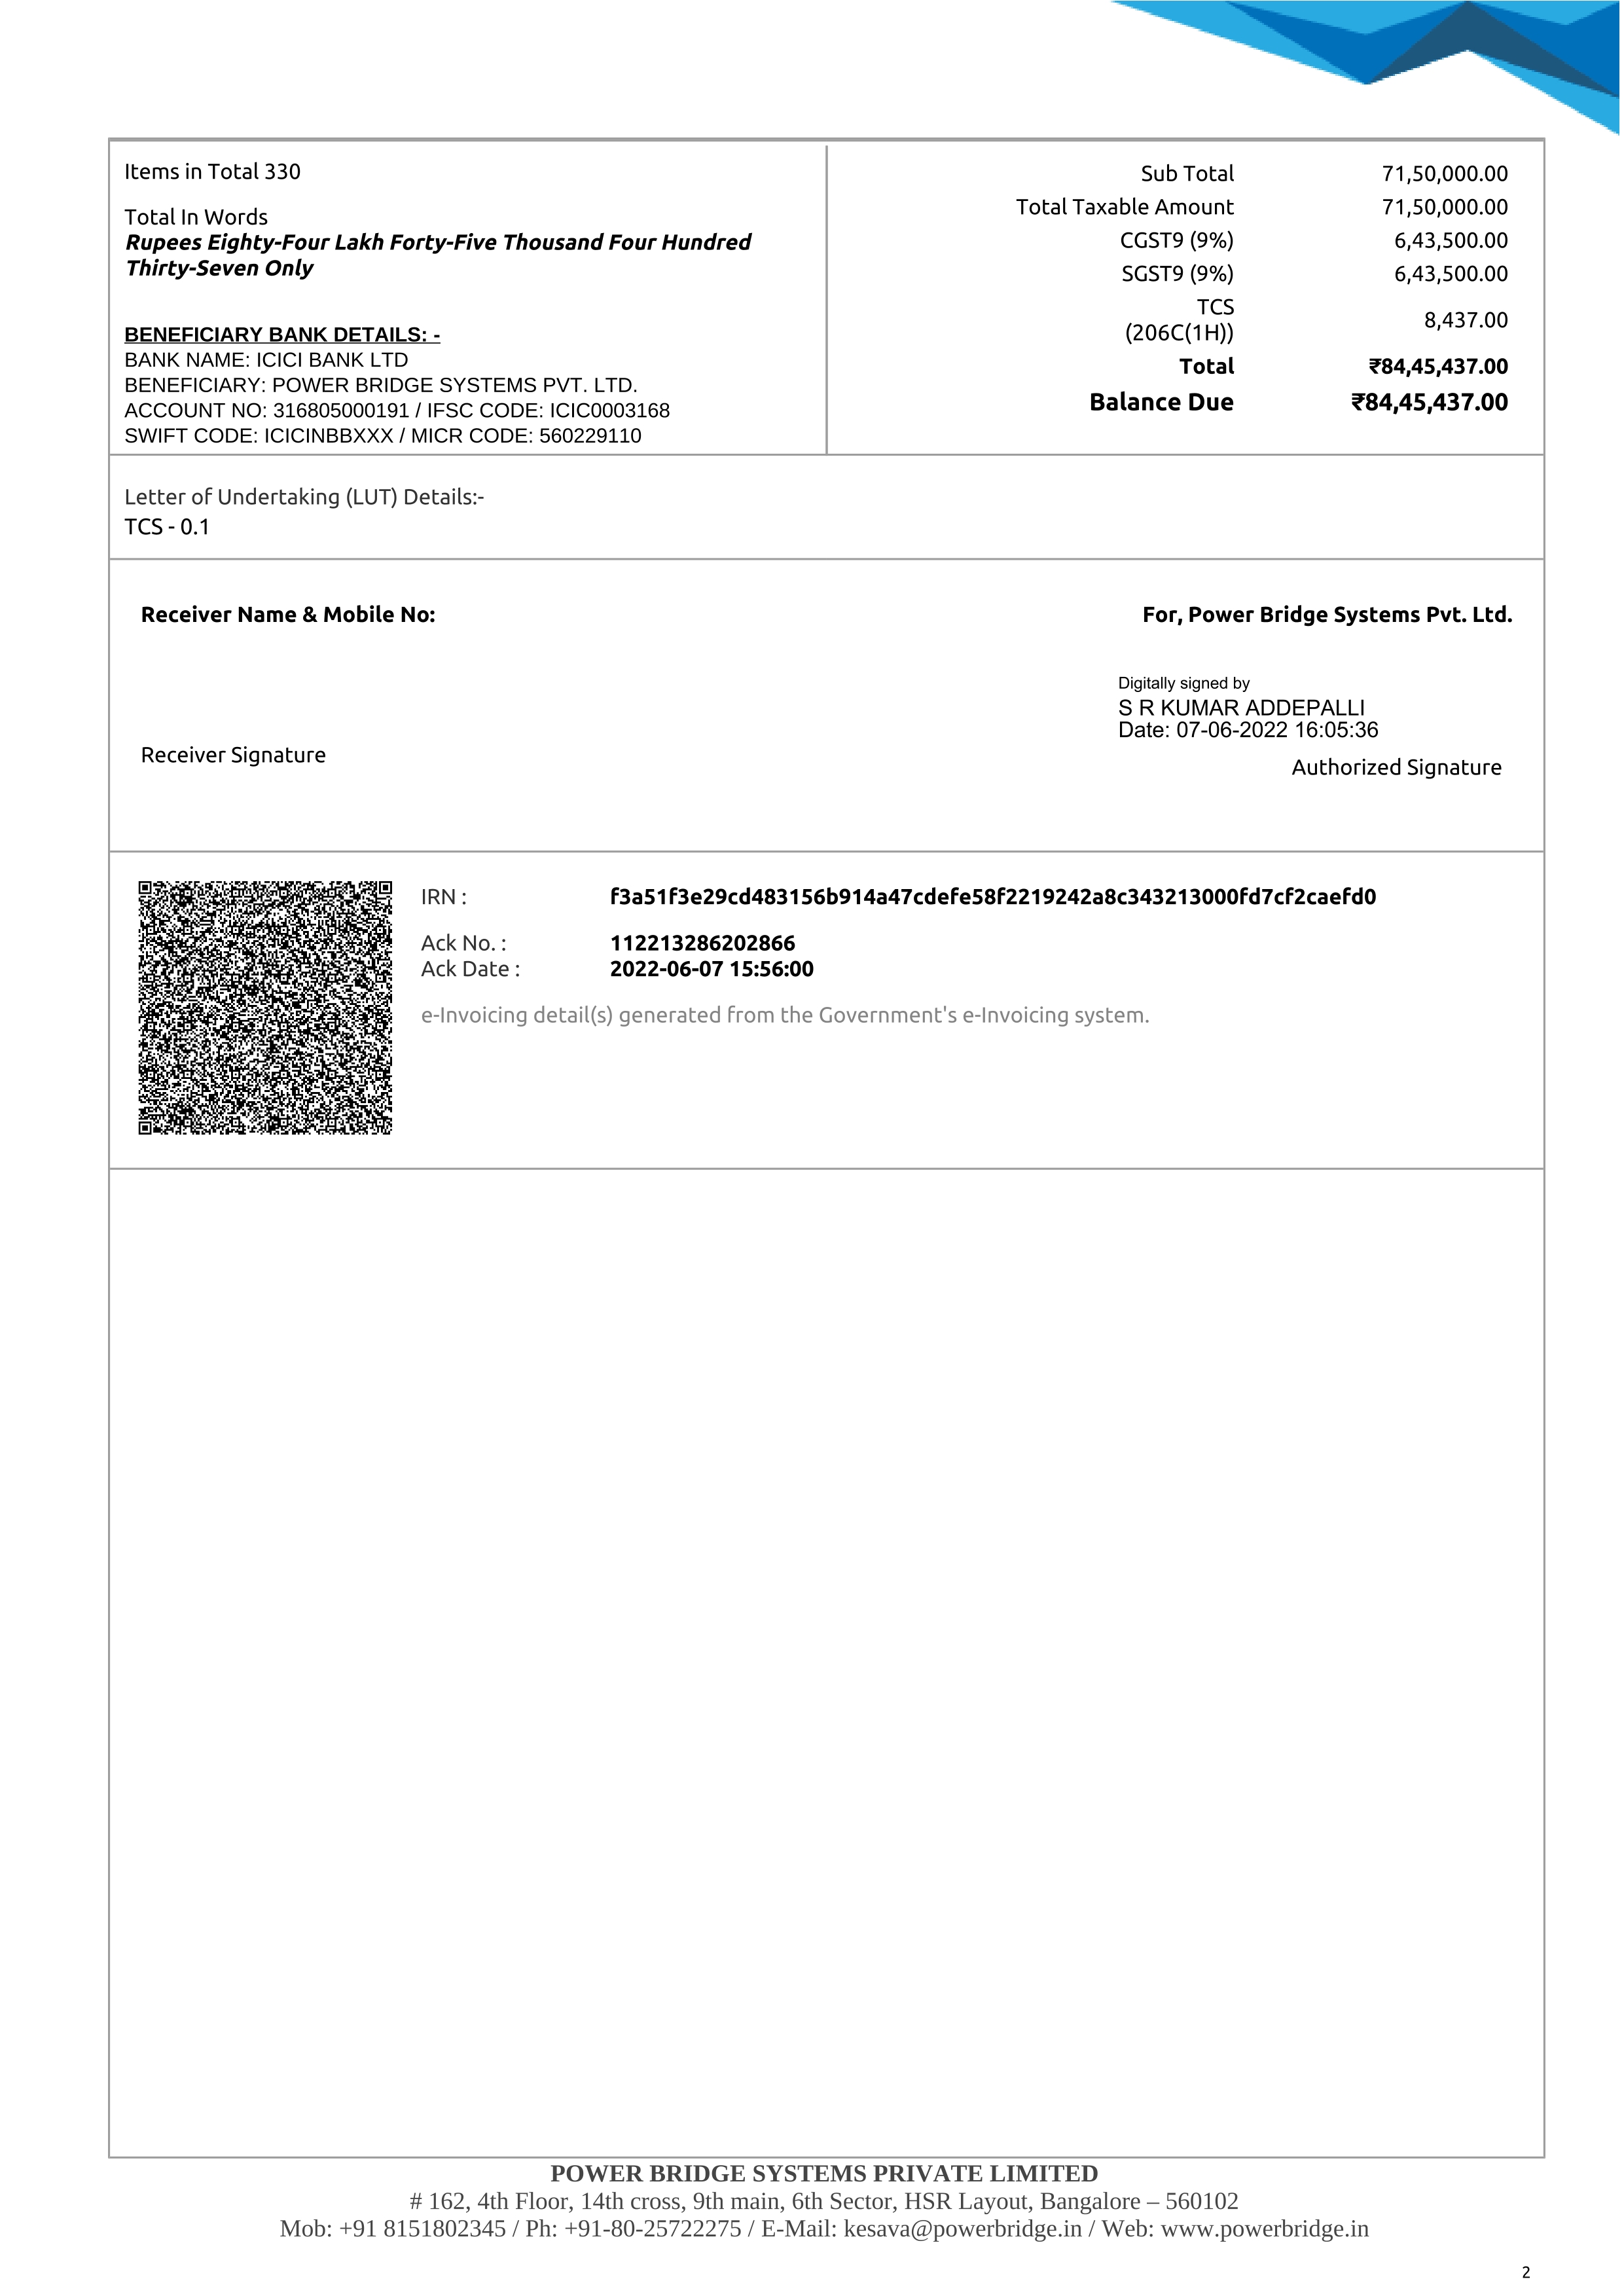 Items in Total 330
Total In Words
Rupees Eighty-Four Lakh Forty-Five Thousand Four Hundred
Thirty-Seven Only
BENEFICIARY BANK DETAILS: -
BANK NAME: ICICI BANK LTD
BENEFICIARY: POWER BRIDGE SYSTEMS PVT. LTD.
ACCOUNT NO: 316805000191 / IFSC CODE: ICIC0003168
SWIFT CODE: ICICINBBXXX / MICR CODE: 560229110
Sub Total 71,50,000.00
Total Taxable Amount 71,50,000.00
CGST9 (9%) 6,43,500.00
SGST9 (9%) 6,43,500.00
TCS
(206C(1H)) 8,437.00
Total ₹84,45,437.00
Balance Due ₹84,45,437.00
Letter of Undertaking (LUT) Details:-
TCS - 0.1
Receiver Name & Mobile No:
Receiver Signature
For, Power Bridge Systems Pvt. Ltd.
Digitally signed by
S R KUMAR ADDEPALLI
Date: 07-06-2022 16:05:36
Authorized Signature
IRN : f3a51f3e29cd483156b914a47cdefe58f2219242a8c343213000fd7cf2caefd0
Ack No. : 112213286202866
Ack Date : 2022-06-07 15:56:00
e-Invoicing detail(s) generated from the Government's e-Invoicing system.
POWER BRIDGE SYSTEMS PRIVATE LIMITED
# 162, 4th Floor, 14th cross, 9th main, 6th Sector, HSR Layout, Bangalore – 560102
Mob: +91 8151802345 / Ph: +91-80-25722275 / E-Mail: kesava@powerbridge.in / Web: www.powerbridge.in
2